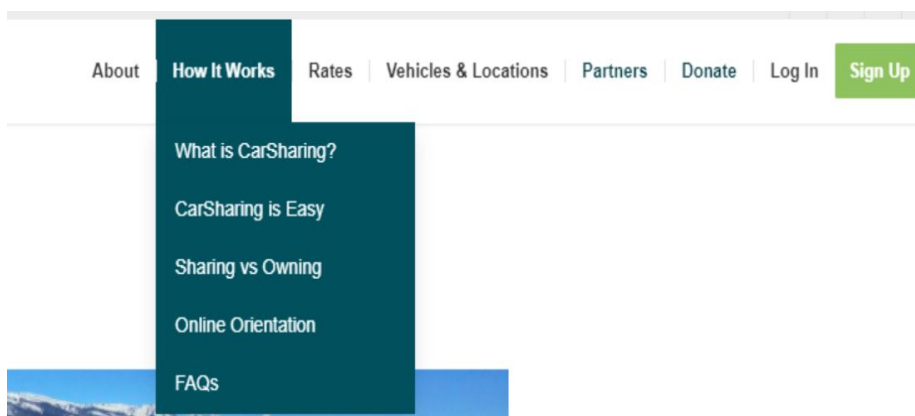 About How It Works Rates Vehicles & Locations Partners Donate Log In Sign Up
What is CarSharing?
CarSharing is Easy
Sharing vs Owning
Online Orientation
FAQs